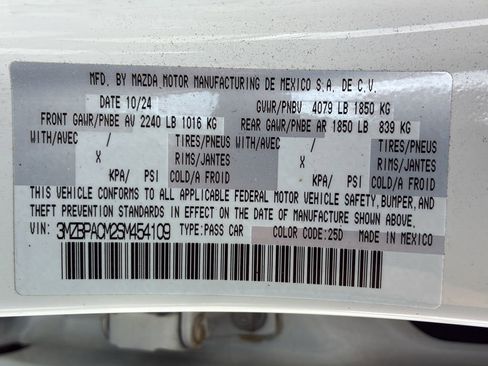 MFD. BY MAZDA MOTOR MANUFACTURING DE MEXICO S.A. DE C.V.
DATE 10/24 GVWR/PNBV 4079 LB 1850 KG
FRONT GAWR/PNBE AV 2240 LB 1016 KG REAR GAWR/PNBE AR 1850 LB 839 KG
WITH/AVEC / TIRES/PNEUS WITH/AVEC / TIRES/PNEUS
X RIMS/JANTES X RIMS/JANTES
KPA/ PSI COLD/A FROID KPA/ PSI COLD/A FROID
THIS VEHICLE CONFORMS TO ALL APPLICABLE FEDERAL MOTOR VEHICLE SAFETY, BUMPER, AND
THEFT PREVENTION STANDARDS IN EFFECT ON THE DATE OF MANUFACTURE SHOWN ABOVE.
VIN: 3MZBPACM2SM454109 TYPE:PASS CAR COLOR CODE:25D MADE IN MEXICO